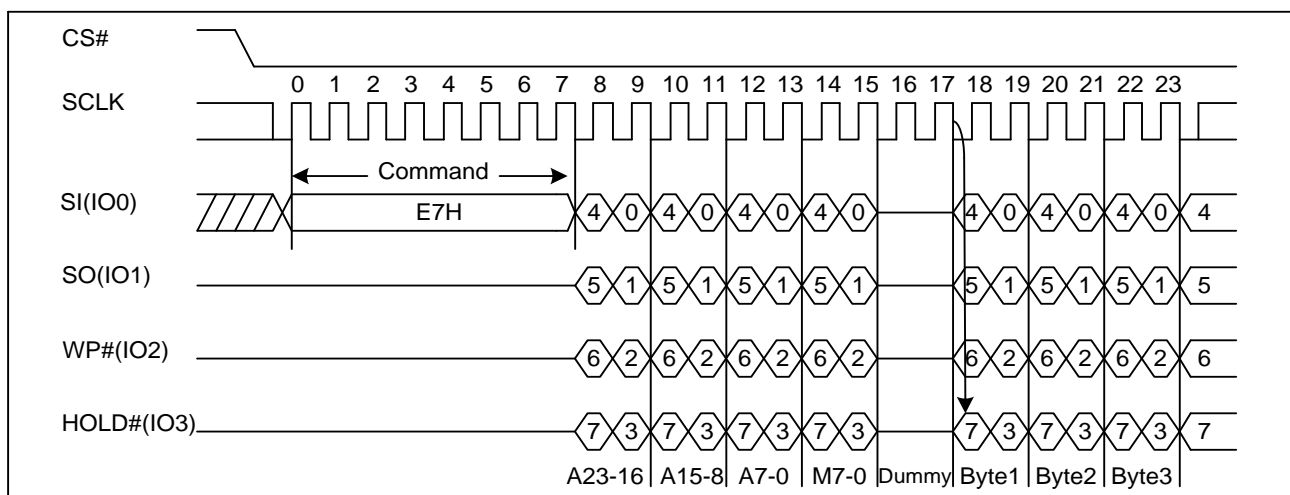 CS#
0 1 2 3 4 5 6 7 8 9 10 11 12 13 14 15 16 17 18 19 20 21 22 23
SCLK
Command
SI(IO0) E7H 4 0 4 0 4 0 4 0 4 0 4 0 4 0 4
SO(IO1) 5 1 5 1 5 1 5 1 5 1 5 1 5 1 5
WP#(IO2) 6 2 6 2 6 2 6 2 6 2 6 2 6 2 6
HOLD#(IO3) 7 3 7 3 7 3 7 3 7 3 7 3 7 3 7
A23-16 A15-8 A7-0 M7-0 Dummy Byte1 Byte2 Byte3